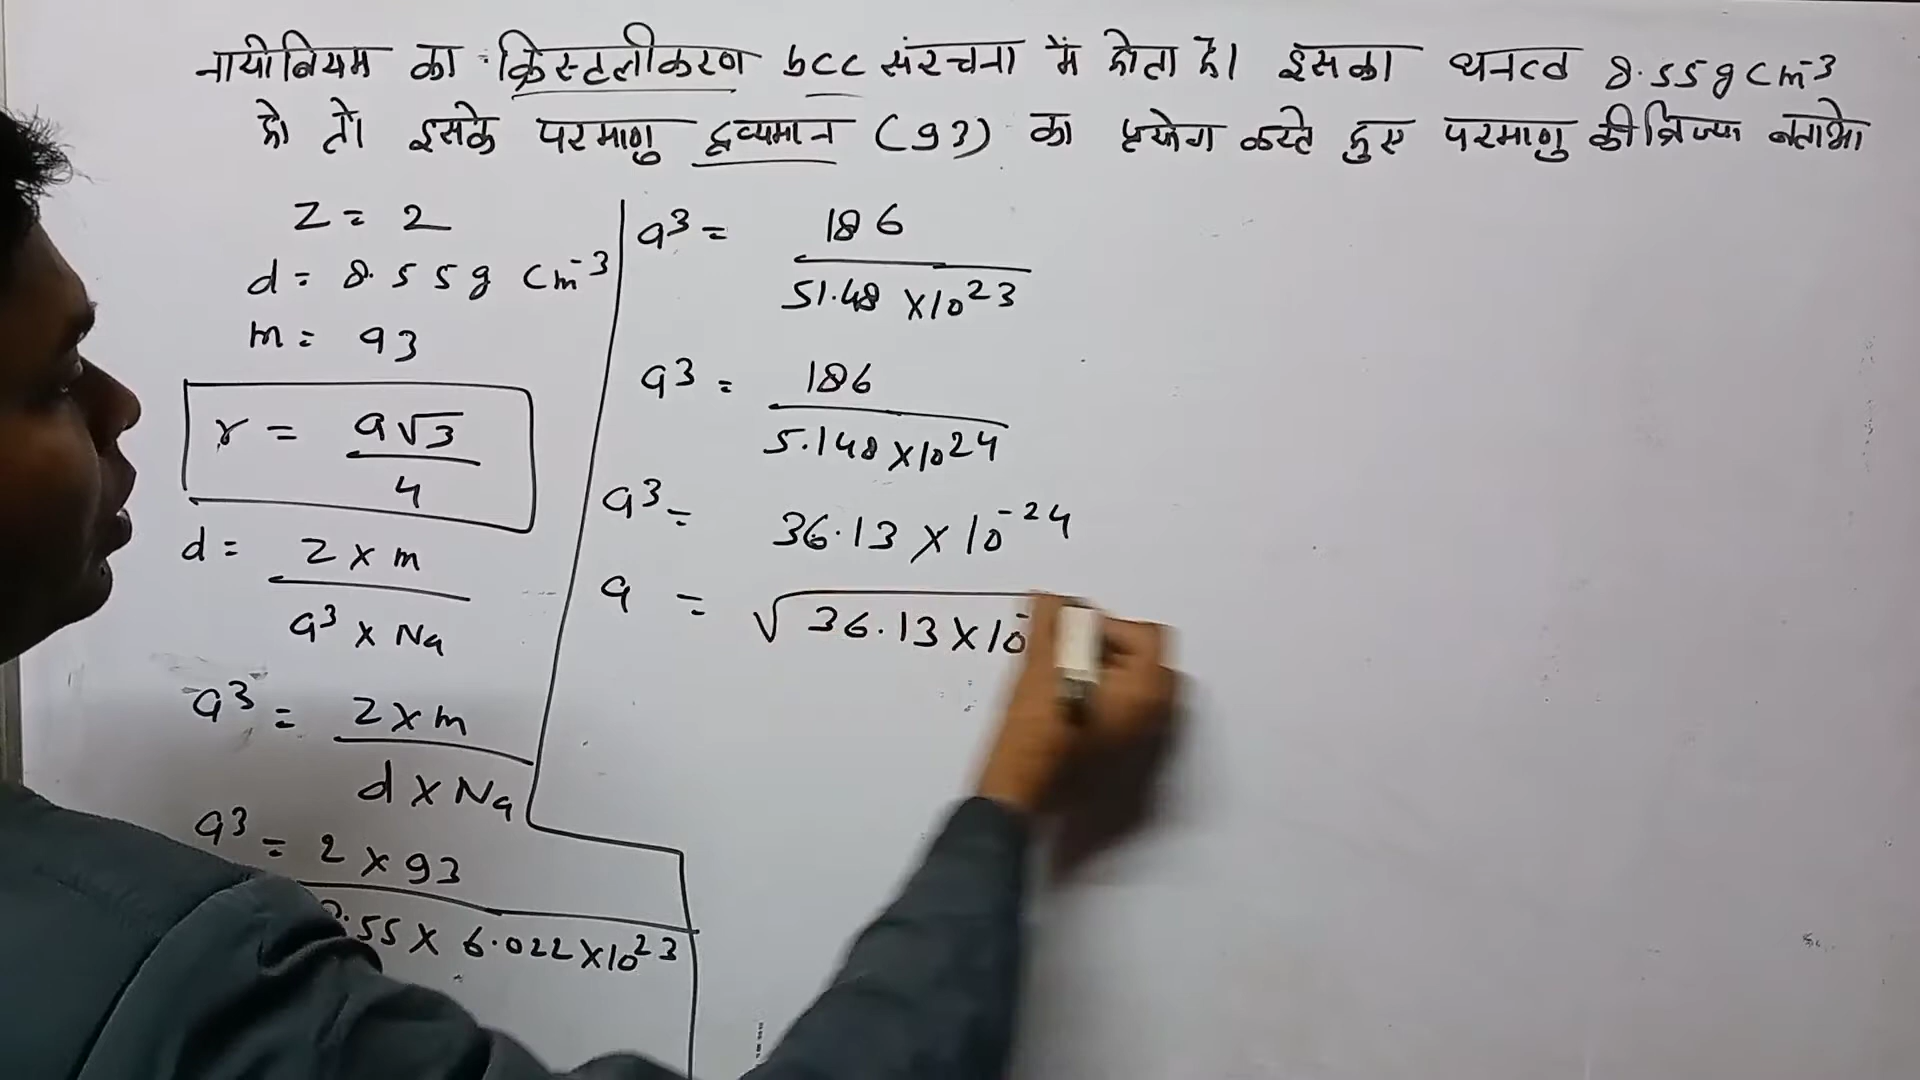 नायोबियम का क्रिस्टलीकरण bcc संरचना में होता है। इसका घनत्व 8.55 g cm⁻³
है। तो इसके परमाणु द्रव्यमान (93) का प्रयोग करते हुए परमाणु की त्रिज्या बताओ
Z = 2
d = 8.55 g cm⁻³
m = 93
r = a√3 / 4
d = Z × m / a³ × Na
a³ = Z × m / d × Na
a³ = 2 × 93 / 8.55 × 6.022 × 10²³
a³ = 186 / 51.48 × 10²³
a³ = 186 / 5.148 × 10²⁴
a³ = 36.13 × 10⁻²⁴
a = √36.13 × 10⁻